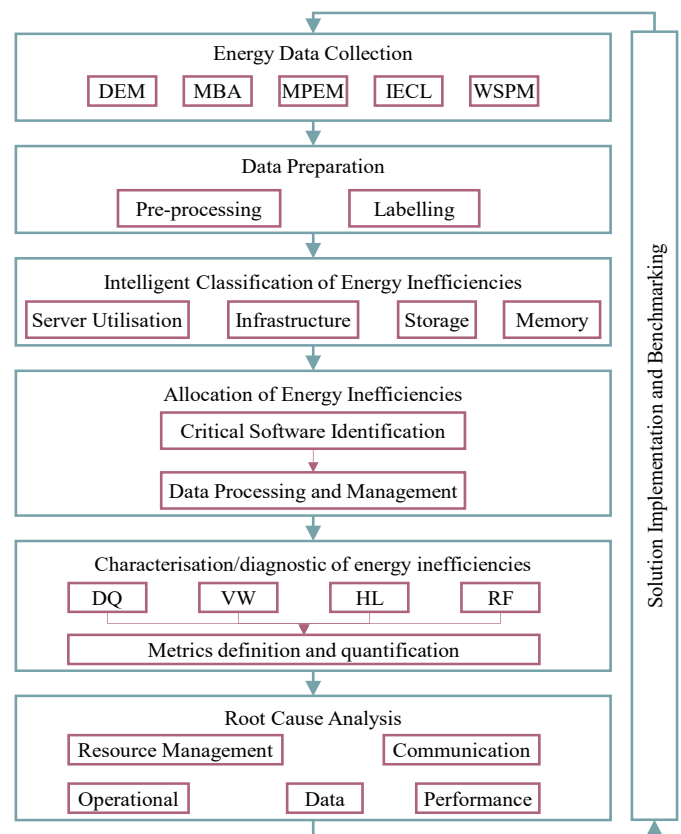 Energy Data Collection
DEM MBA MPEM IECL WSPM
Data Preparation
Pre-processing Labelling
Intelligent Classification of Energy Inefficiencies
Server Utilisation Infrastructure Storage Memory
Allocation of Energy Inefficiencies
Critical Software Identification
Data Processing and Management
Characterisation/diagnostic of energy inefficiencies
DQ VW HL RF
Metrics definition and quantification
Root Cause Analysis
Resource Management Communication
Operational Data Performance
Solution Implementation and Benchmarking